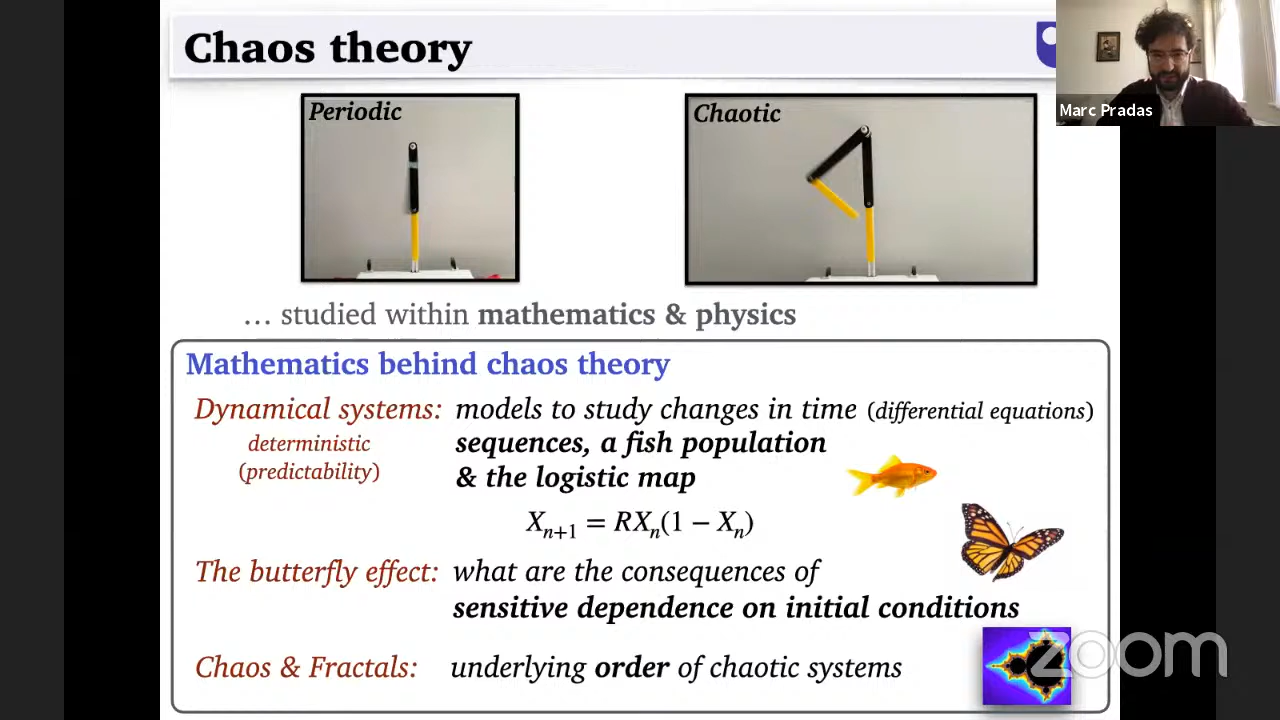 Chaos theory
Marc Pradas
Periodic
Chaotic
… studied within mathematics & physics
Mathematics behind chaos theory
Dynamical systems: models to study changes in time (differential equations)
deterministic
(predictability)
sequences, a fish population
& the logistic map
Xₙ₊₁ = RXₙ(1 − Xₙ)
The butterfly effect: what are the consequences of
sensitive dependence on initial conditions
Chaos & Fractals: underlying order of chaotic systems
zoom